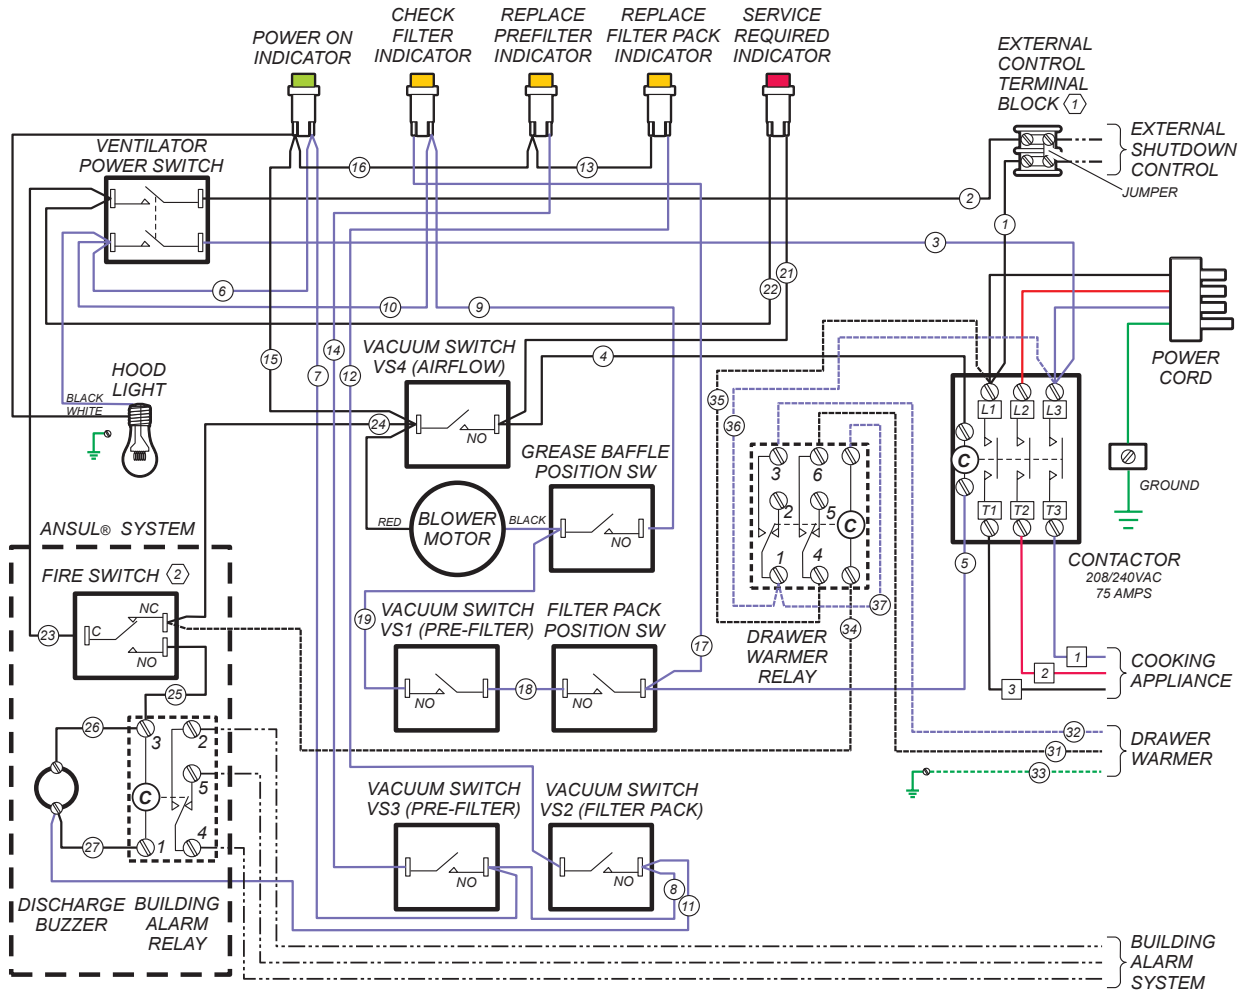 POWER ON
INDICATOR
CHECK
FILTER
INDICATOR
REPLACE
PREFILTER
INDICATOR
REPLACE
FILTER PACK
INDICATOR
SERVICE
REQUIRED
INDICATOR
EXTERNAL
CONTROL
TERMINAL
BLOCK 1
EXTERNAL
SHUTDOWN
CONTROL
JUMPER
VENTILATOR
POWER SWITCH
16
13
2
1
3
6
10
9
22
21
15
14
7
12
4
VACUUM SWITCH
VS4 (AIRFLOW)
NO
24
HOOD
LIGHT
BLACK
WHITE
POWER
CORD
GROUND
35
36
L1
L2
L3
C
T1
T2
T3
CONTACTOR
208/240VAC
75 AMPS
5
GREASE BAFFLE
POSITION SW
NO
RED
BLOWER
MOTOR
BLACK
3
6
2
5
C
1
4
37
34
DRAWER
WARMER
RELAY
ANSUL® SYSTEM
FIRE SWITCH 2
NC
C
NO
23
25
19
VACUUM SWITCH
VS1 (PRE-FILTER)
NO
18
FILTER PACK
POSITION SW
NO
17
1
2
3
COOKING
APPLIANCE
32
31
33
DRAWER
WARMER
26
3
2
C
5
27
1
4
DISCHARGE
BUZZER
BUILDING
ALARM
RELAY
VACUUM SWITCH
VS3 (PRE-FILTER)
NO
VACUUM SWITCH
VS2 (FILTER PACK)
NO
8
11
BUILDING
ALARM
SYSTEM